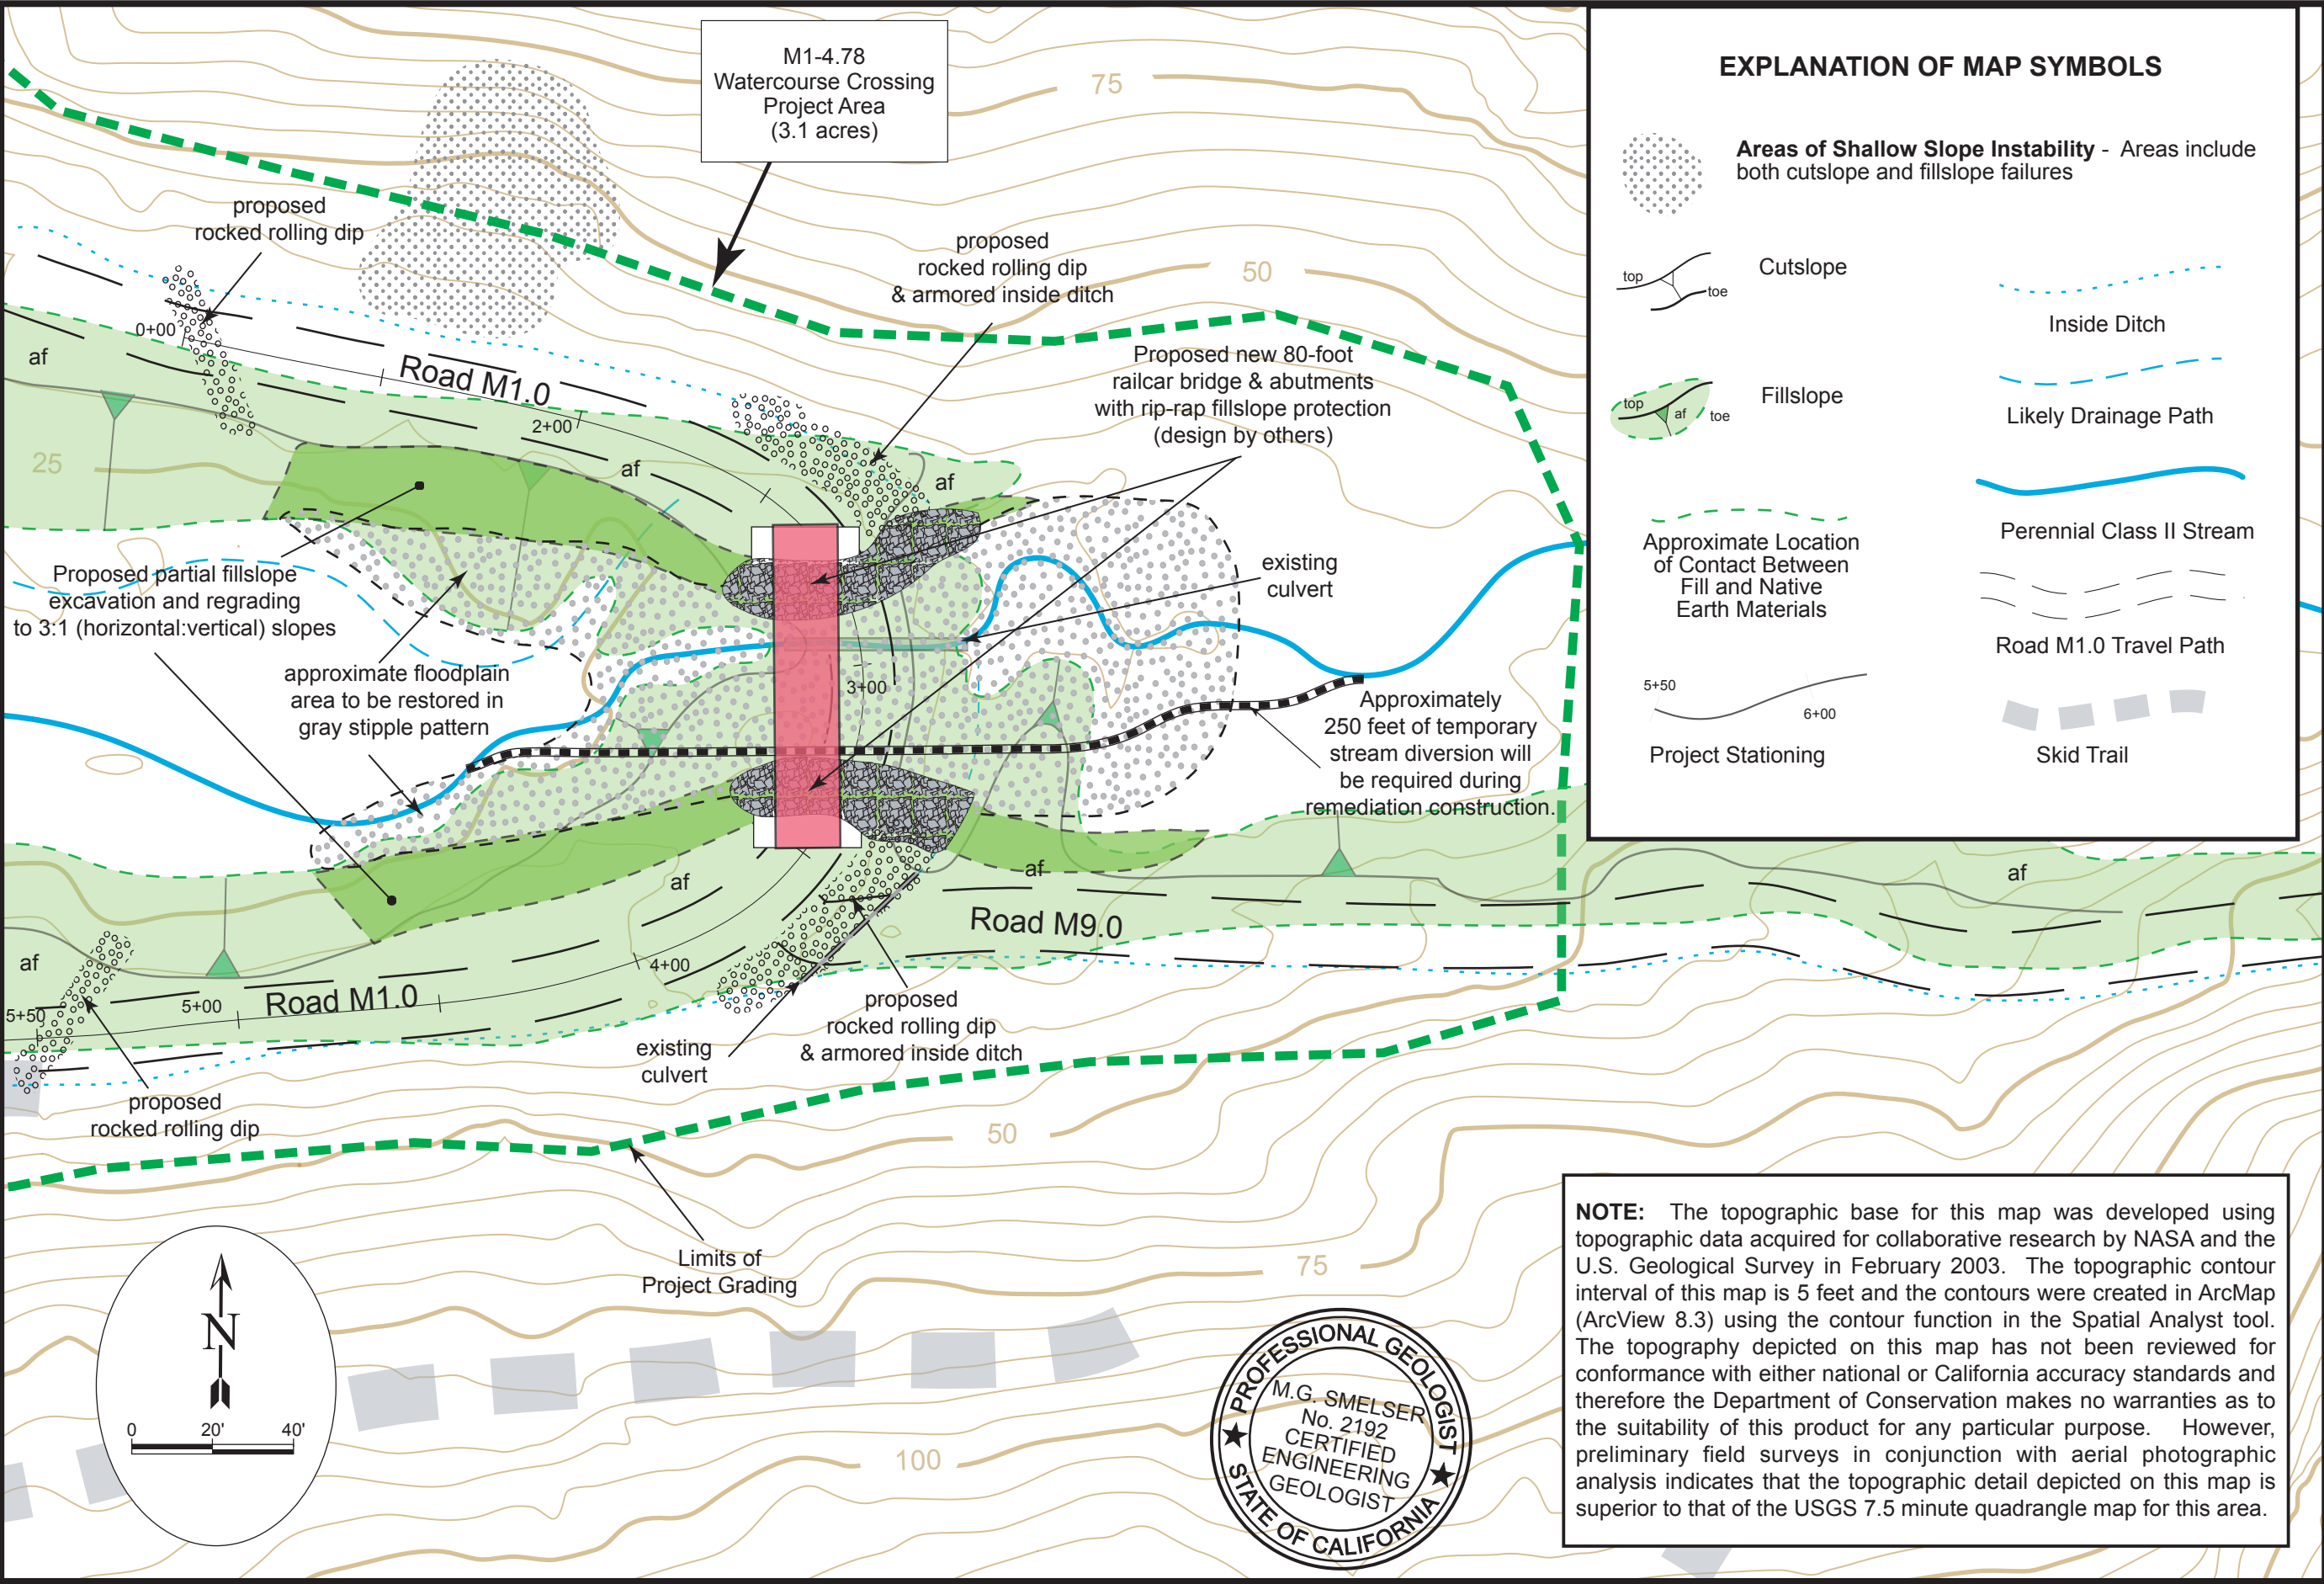 M1-4.78
Watercourse Crossing
Project Area
(3.1 acres)
75
50
25
proposed
rocked rolling dip
proposed
rocked rolling dip
& armored inside ditch
Proposed new 80-foot
railcar bridge & abutments
with rip-rap fillslope protection
(design by others)
0+00
af
Road M1.0
2+00
af
af
existing
culvert
Proposed partial fillslope
excavation and regrading
to 3:1 (horizontal:vertical) slopes
approximate floodplain
area to be restored in
gray stipple pattern
3+00
Approximately
250 feet of temporary
stream diversion will
be required during
remediation construction.
af
af
af
af
Road M9.0
4+00
5+00
Road M1.0
5+50
proposed
rocked rolling dip
& armored inside ditch
existing
culvert
proposed
rocked rolling dip
50
Limits of
Project Grading
75
100
N
0 20' 40'
EXPLANATION OF MAP SYMBOLS
Areas of Shallow Slope Instability - Areas include
both cutslope and fillslope failures
top
toe
Cutslope
Inside Ditch
top
af
toe
Fillslope
Likely Drainage Path
Approximate Location
of Contact Between
Fill and Native
Earth Materials
Perennial Class II Stream
Road M1.0 Travel Path
5+50
6+00
Project Stationing
Skid Trail
PROFESSIONAL GEOLOGIST
M.G. SMELSER
No. 2192
CERTIFIED
ENGINEERING
GEOLOGIST
STATE OF CALIFORNIA
NOTE: The topographic base for this map was developed using
topographic data acquired for collaborative research by NASA and the
U.S. Geological Survey in February 2003. The topographic contour
interval of this map is 5 feet and the contours were created in ArcMap
(ArcView 8.3) using the contour function in the Spatial Analyst tool.
The topography depicted on this map has not been reviewed for
conformance with either national or California accuracy standards and
therefore the Department of Conservation makes no warranties as to
the suitability of this product for any particular purpose. However,
preliminary field surveys in conjunction with aerial photographic
analysis indicates that the topographic detail depicted on this map is
superior to that of the USGS 7.5 minute quadrangle map for this area.